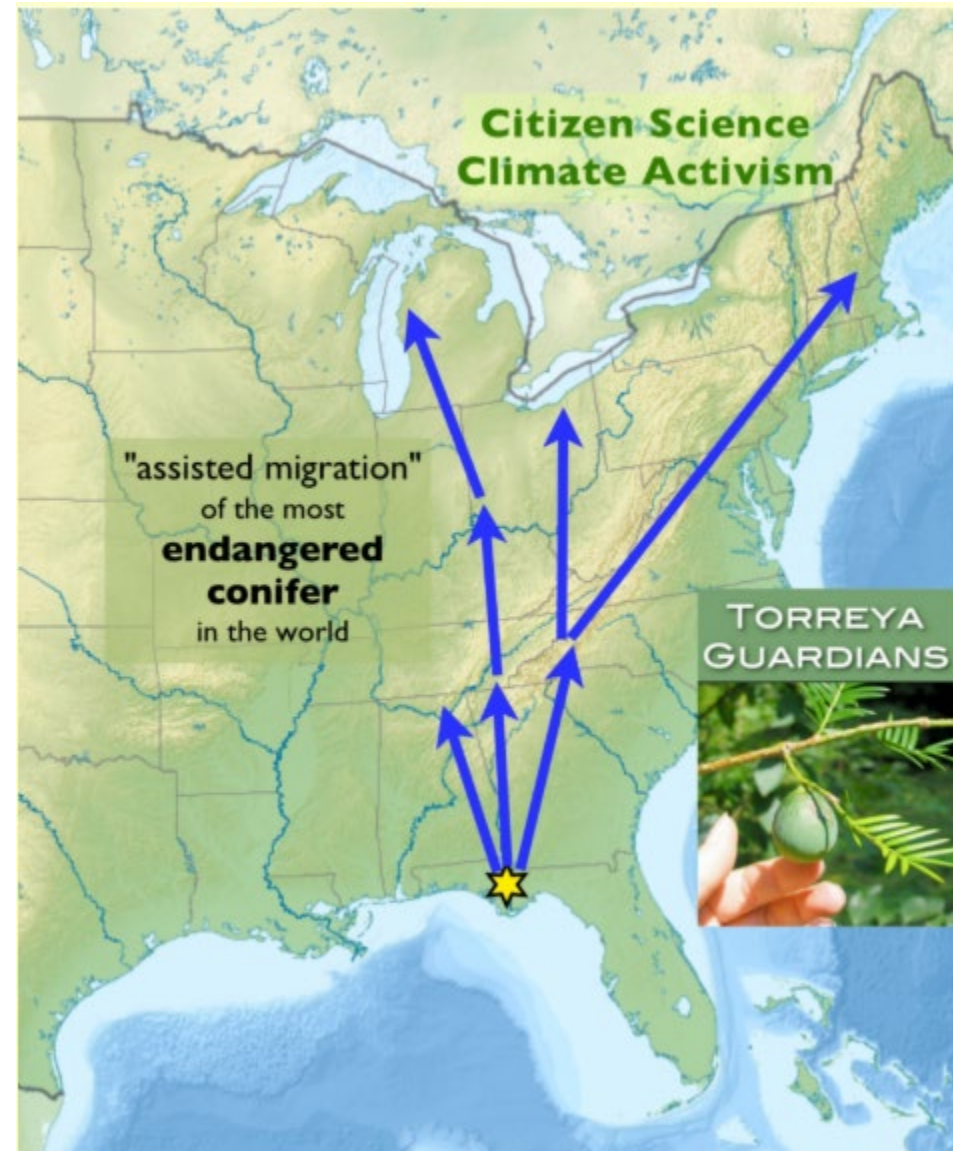 Citizen Science
Climate Activism
"assisted migration"
of the most
endangered
conifer
in the world
TORREYA
GUARDIANS